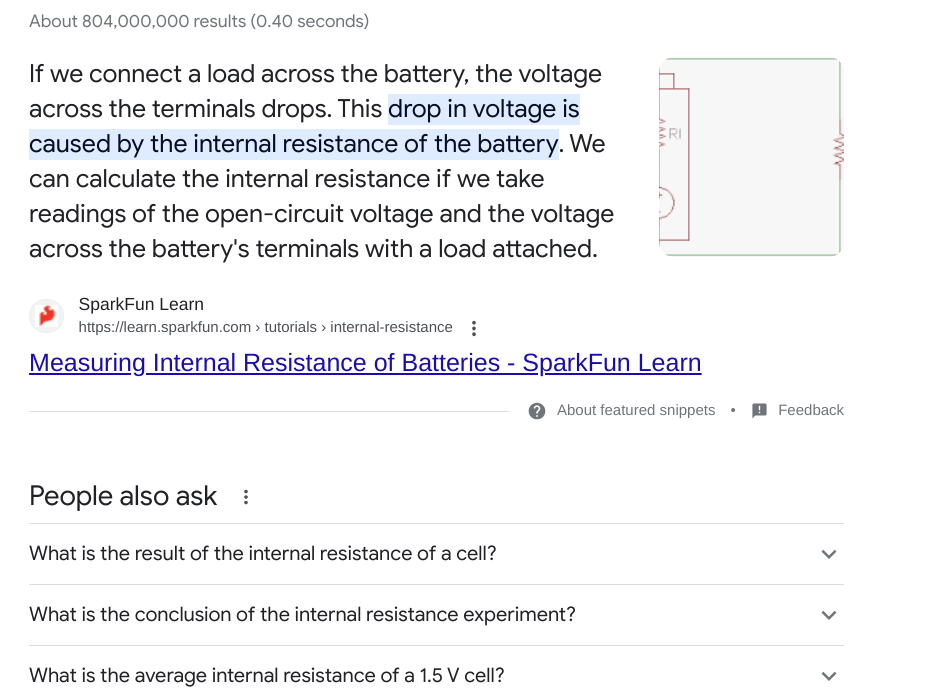 About 804,000,000 results (0.40 seconds)
If we connect a load across the battery, the voltage
across the terminals drops. This drop in voltage is
caused by the internal resistance of the battery. We
can calculate the internal resistance if we take
readings of the open-circuit voltage and the voltage
across the battery's terminals with a load attached.
RI
SparkFun Learn
https://learn.sparkfun.com › tutorials › internal-resistance
Measuring Internal Resistance of Batteries - SparkFun Learn
About featured snippets • Feedback
People also ask
What is the result of the internal resistance of a cell?
What is the conclusion of the internal resistance experiment?
What is the average internal resistance of a 1.5 V cell?